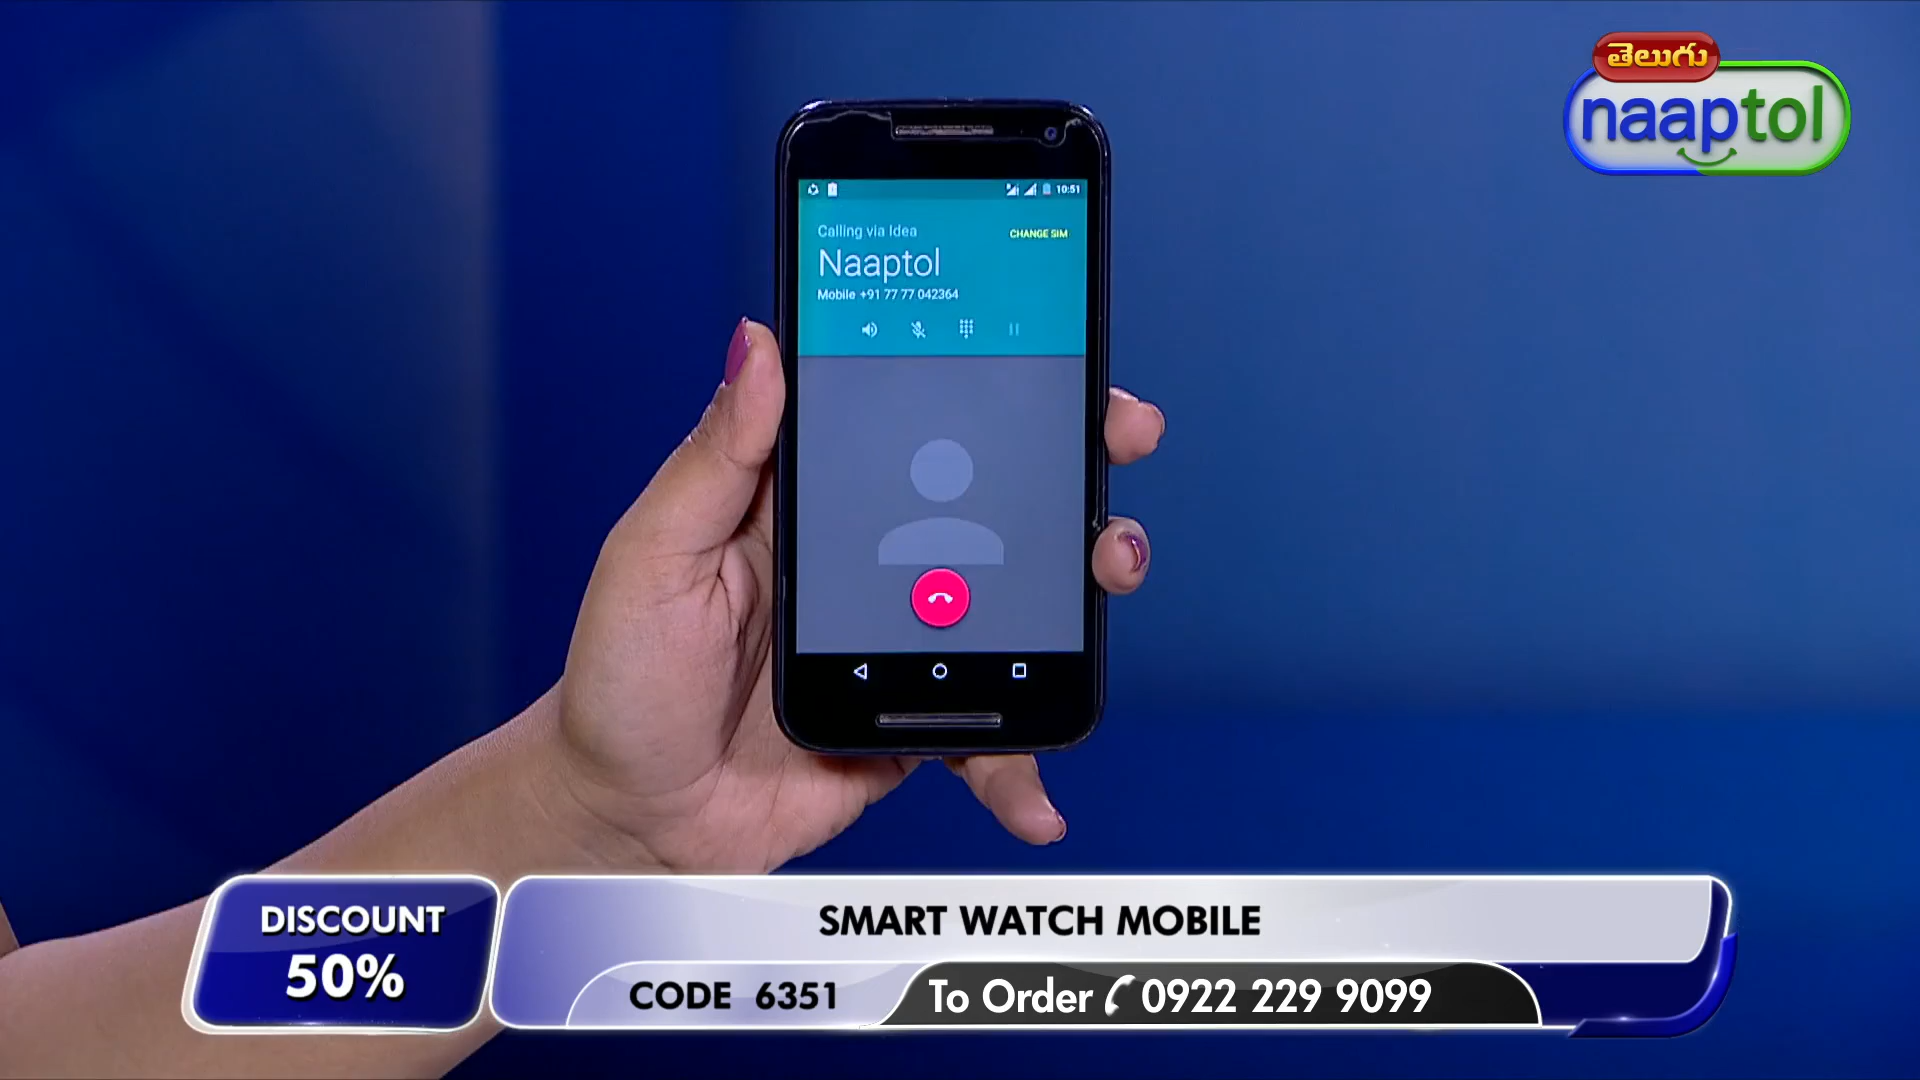 తెలుగు
naaptol
10:51
Calling via Idea
CHANGE SIM
Naaptol
Mobile +91 77 77 042364
DISCOUNT
50%
SMART WATCH MOBILE
CODE 6351
To Order 0922 229 9099